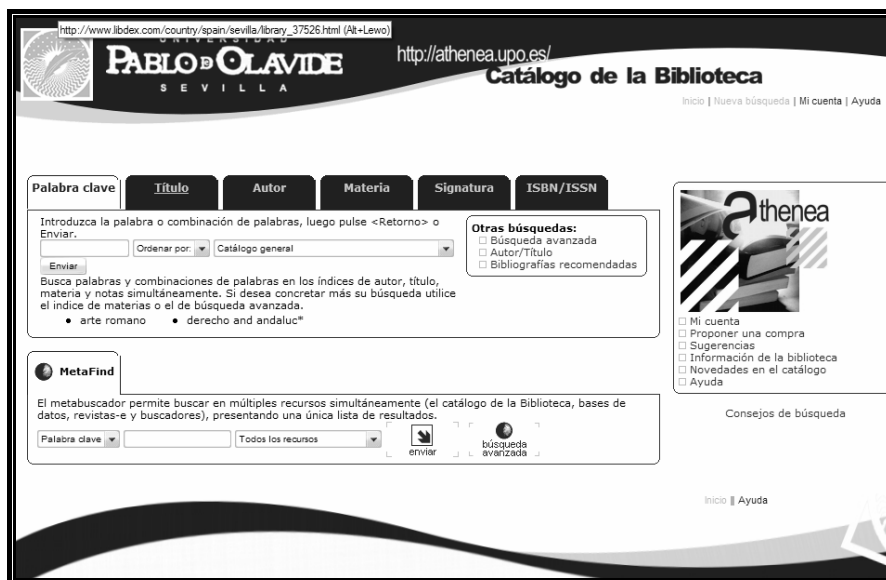 http://www.libdex.com/country/spain/sevilla/library_37526.html (Alt+Lewo)
UNIVERSIDAD
PABLO DE OLAVIDE
SEVILLA
http://athenea.upo.es/
Catálogo de la Biblioteca
Inicio | Nueva búsqueda | Mi cuenta | Ayuda
Palabra clave Título Autor Materia Signatura ISBN/ISSN
Introduzca la palabra o combinación de palabras, luego pulse <Retorno> o
Enviar.
Ordenar por: Catálogo general
Enviar
Busca palabras y combinaciones de palabras en los índices de autor, título,
materia y notas simultáneamente. Si desea concretar más su búsqueda utilice
el indice de materias o el de búsqueda avanzada.
• arte romano • derecho and andaluc*
Otras búsquedas:
Búsqueda avanzada
Autor/Título
Bibliografías recomendadas
athenea
Mi cuenta
Proponer una compra
Sugerencias
Información de la biblioteca
Novedades en el catálogo
Ayuda
Consejos de búsqueda
MetaFind
El metabuscador permite buscar en múltiples recursos simultáneamente (el catálogo de la Biblioteca, bases de
datos, revistas-e y buscadores), presentando una única lista de resultados.
Palabra clave Todos los recursos
enviar
búsqueda
avanzada
Inicio || Ayuda